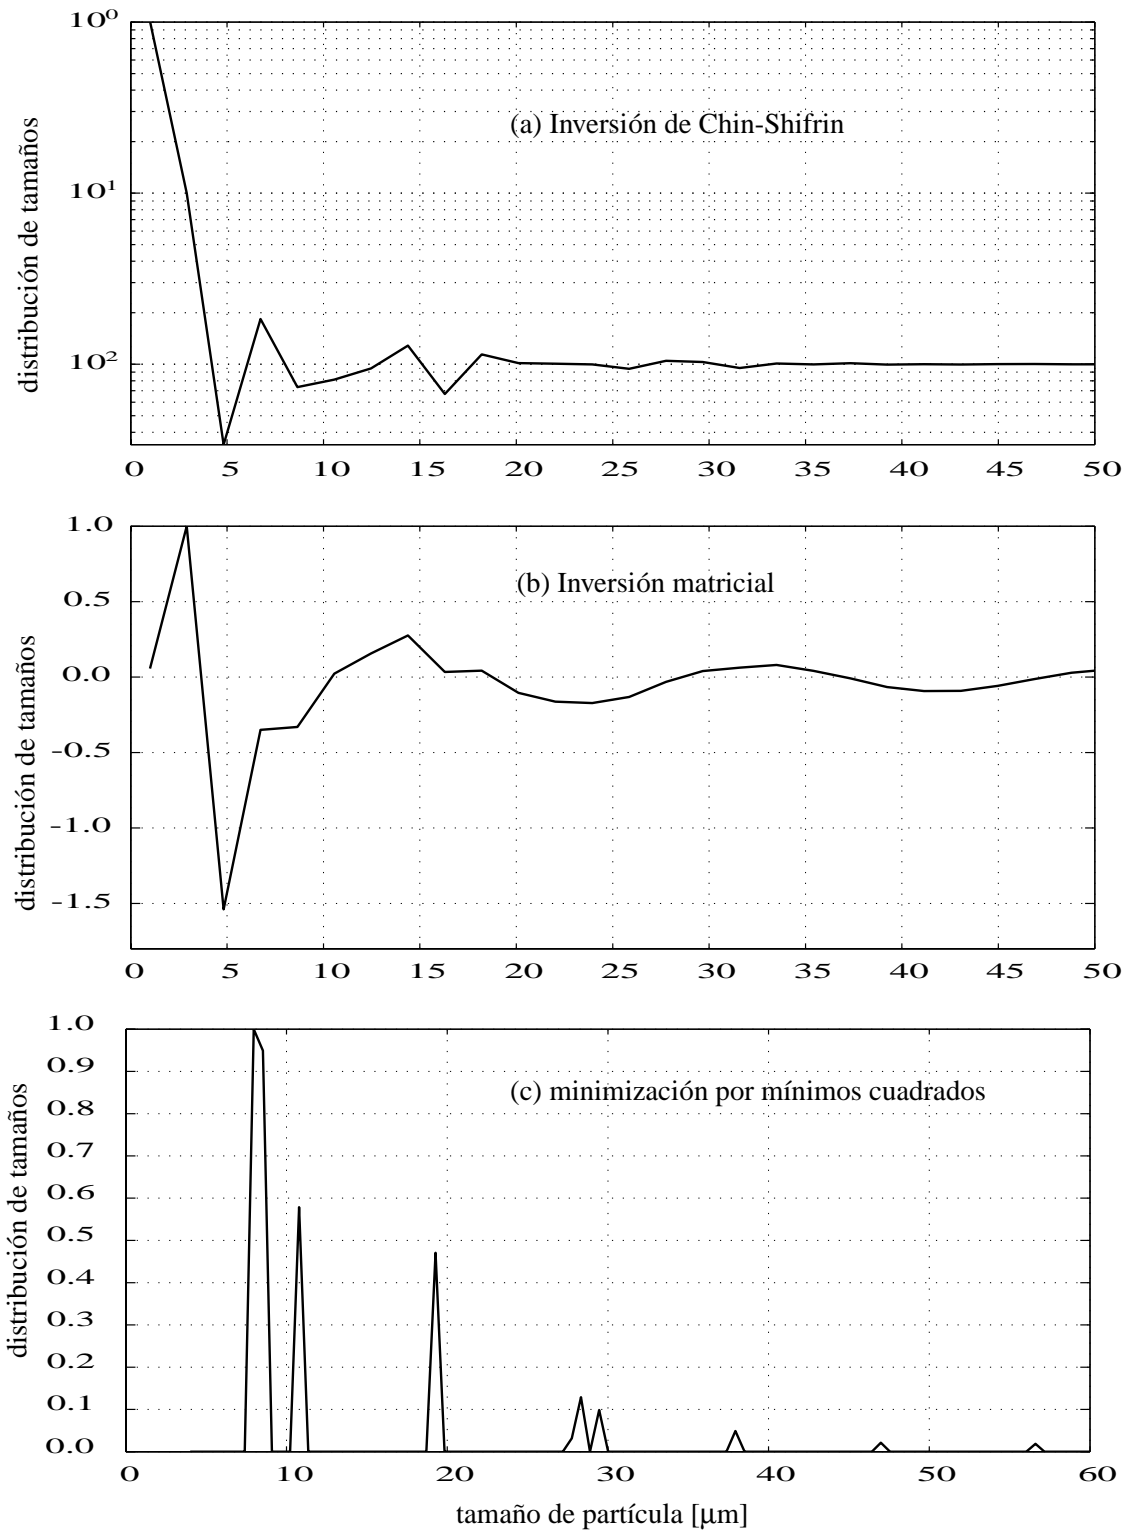 10⁰
(a) Inversión de Chin-Shifrin
10¹
10²
distribución de tamaños
0 5 10 15 20 25 30 35 40 45 50
1.0
(b) Inversión matricial
0.5
0.0
-0.5
-1.0
-1.5
distribución de tamaños
0 5 10 15 20 25 30 35 40 45 50
1.0
0.9
(c) minimización por mínimos cuadrados
0.8
0.7
0.6
0.5
0.4
0.3
0.2
0.1
0.0
distribución de tamaños
0 10 20 30 40 50 60
tamaño de partícula [μm]